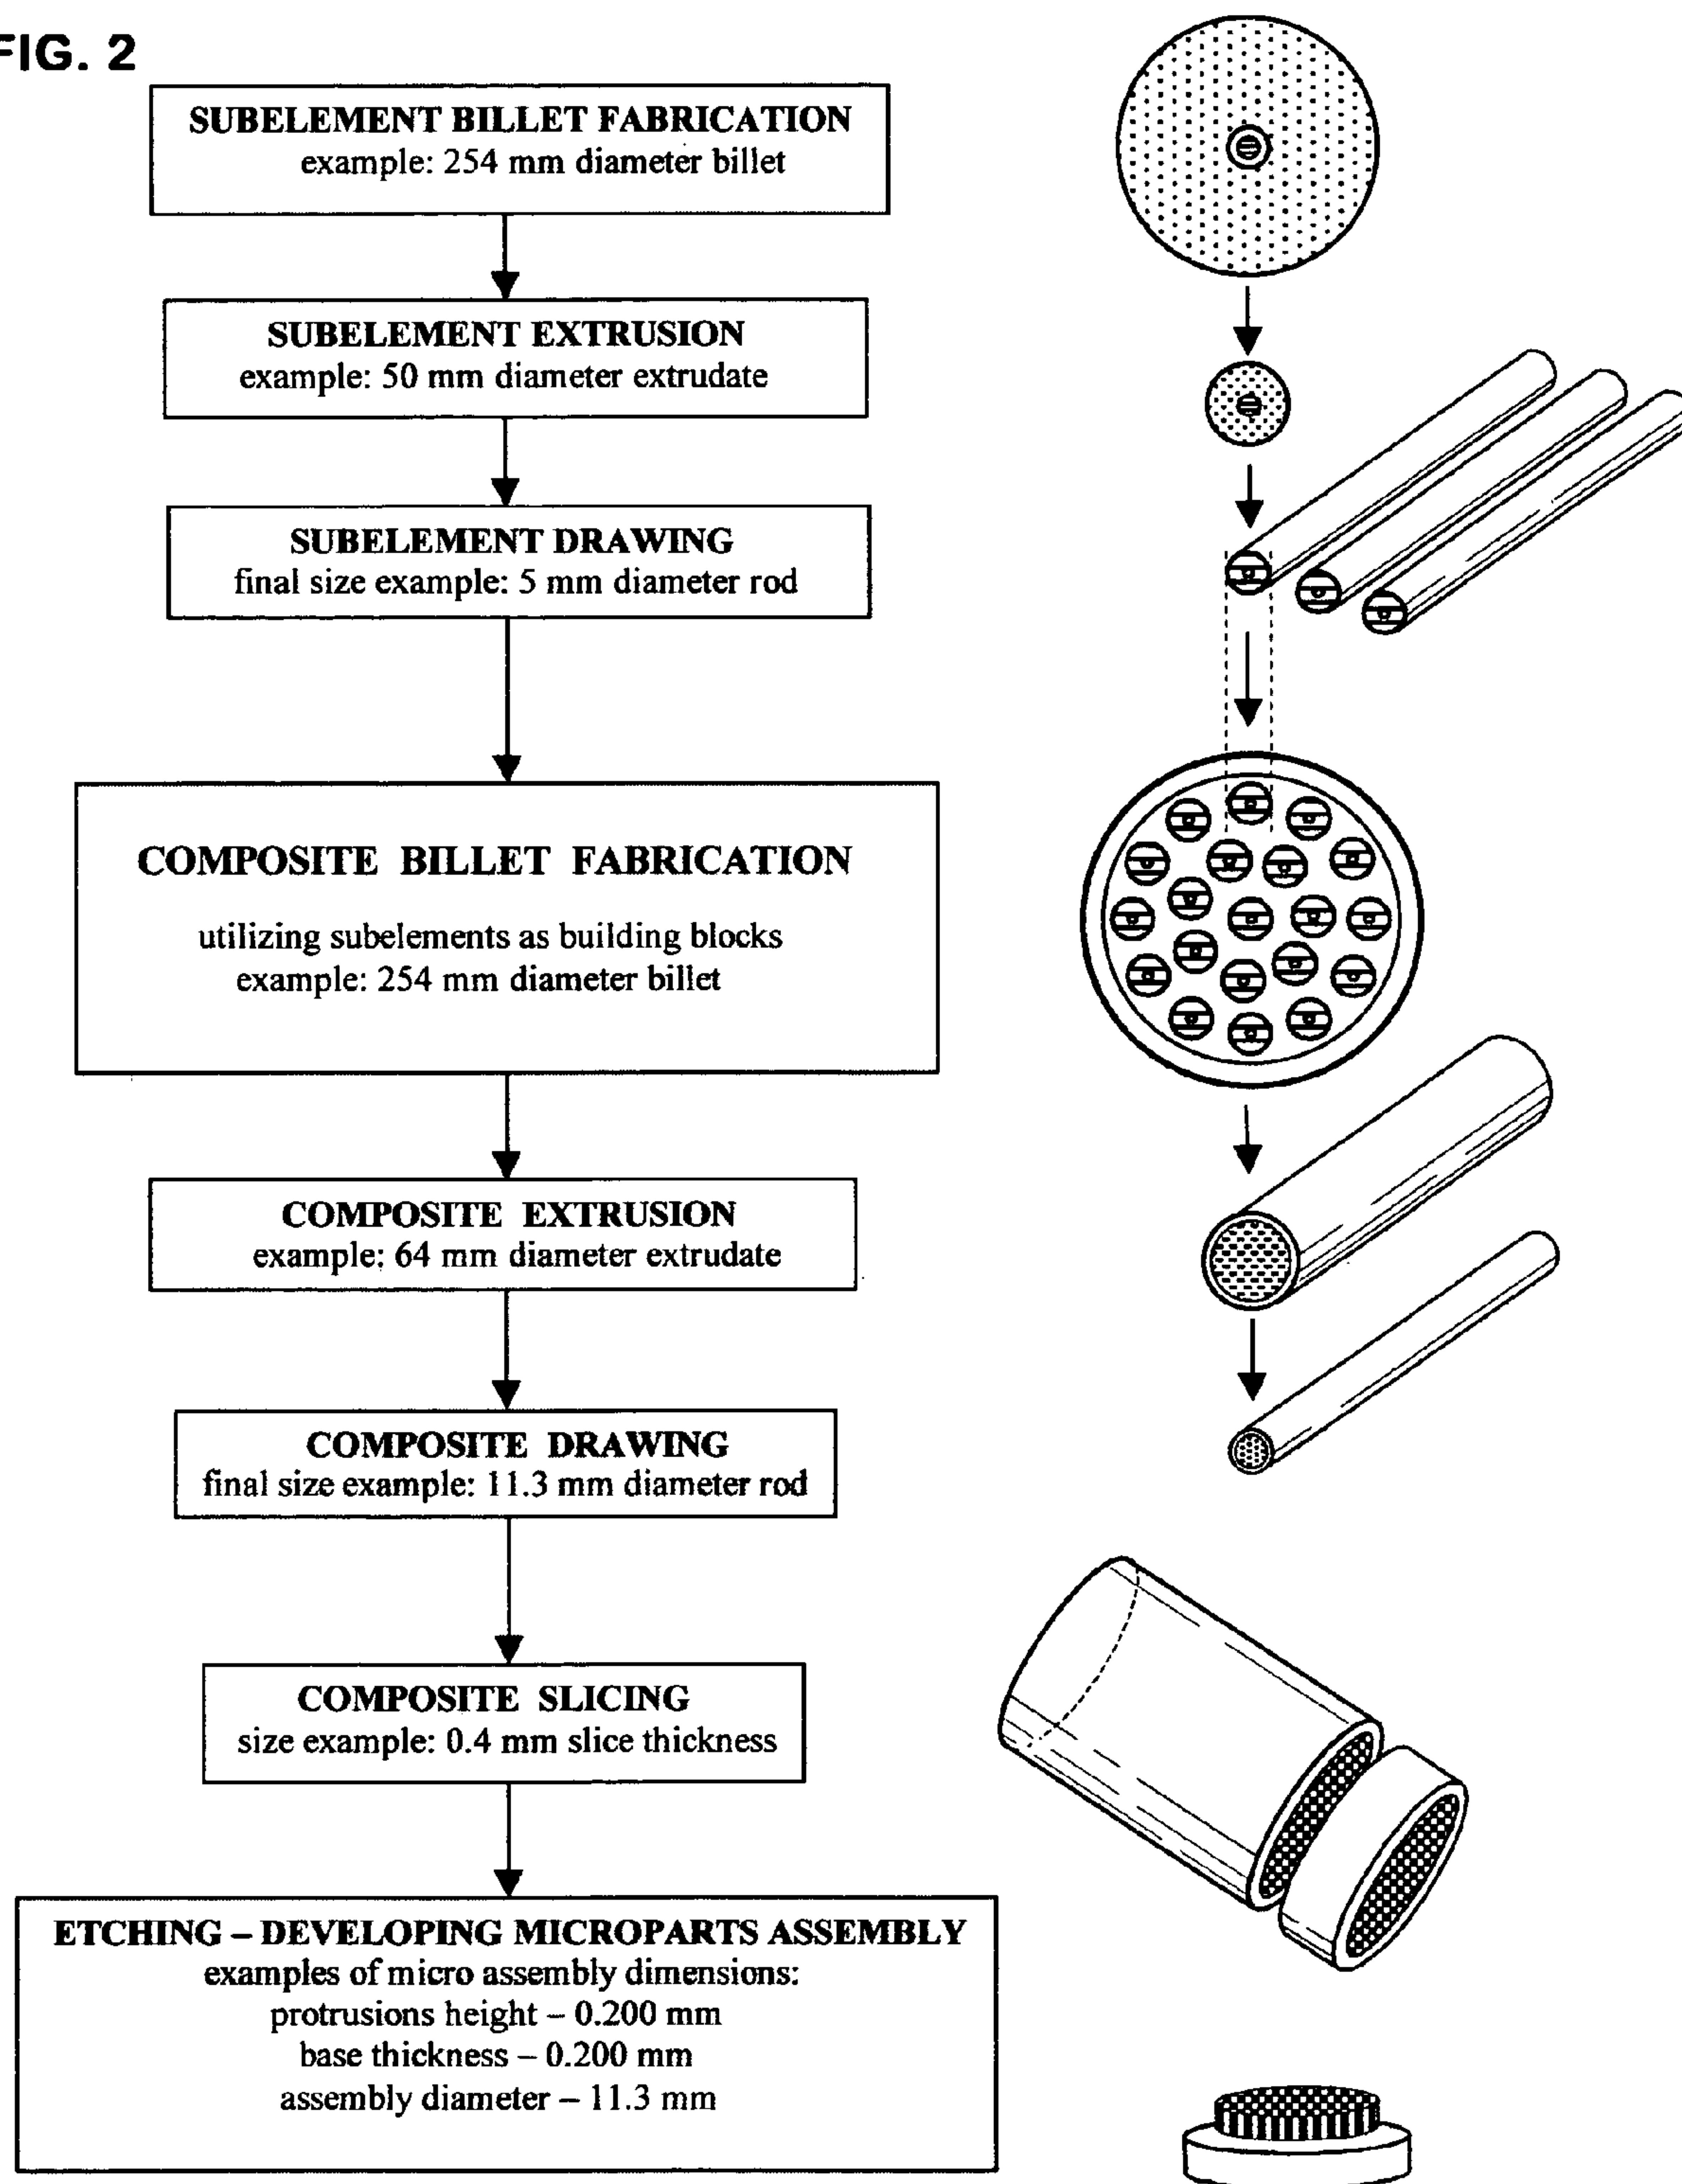 FIG. 2
SUBELEMENT BILLET FABRICATION
example: 254 mm diameter billet
SUBELEMENT EXTRUSION
example: 50 mm diameter extrudate
SUBELEMENT DRAWING
final size example: 5 mm diameter rod
COMPOSITE BILLET FABRICATION
utilizing subelements as building blocks
example: 254 mm diameter billet
COMPOSITE EXTRUSION
example: 64 mm diameter extrudate
COMPOSITE DRAWING
final size example: 11.3 mm diameter rod
COMPOSITE SLICING
size example: 0.4 mm slice thickness
ETCHING – DEVELOPING MICROPARTS ASSEMBLY
examples of micro assembly dimensions:
protrusions height – 0.200 mm
base thickness – 0.200 mm
assembly diameter – 11.3 mm